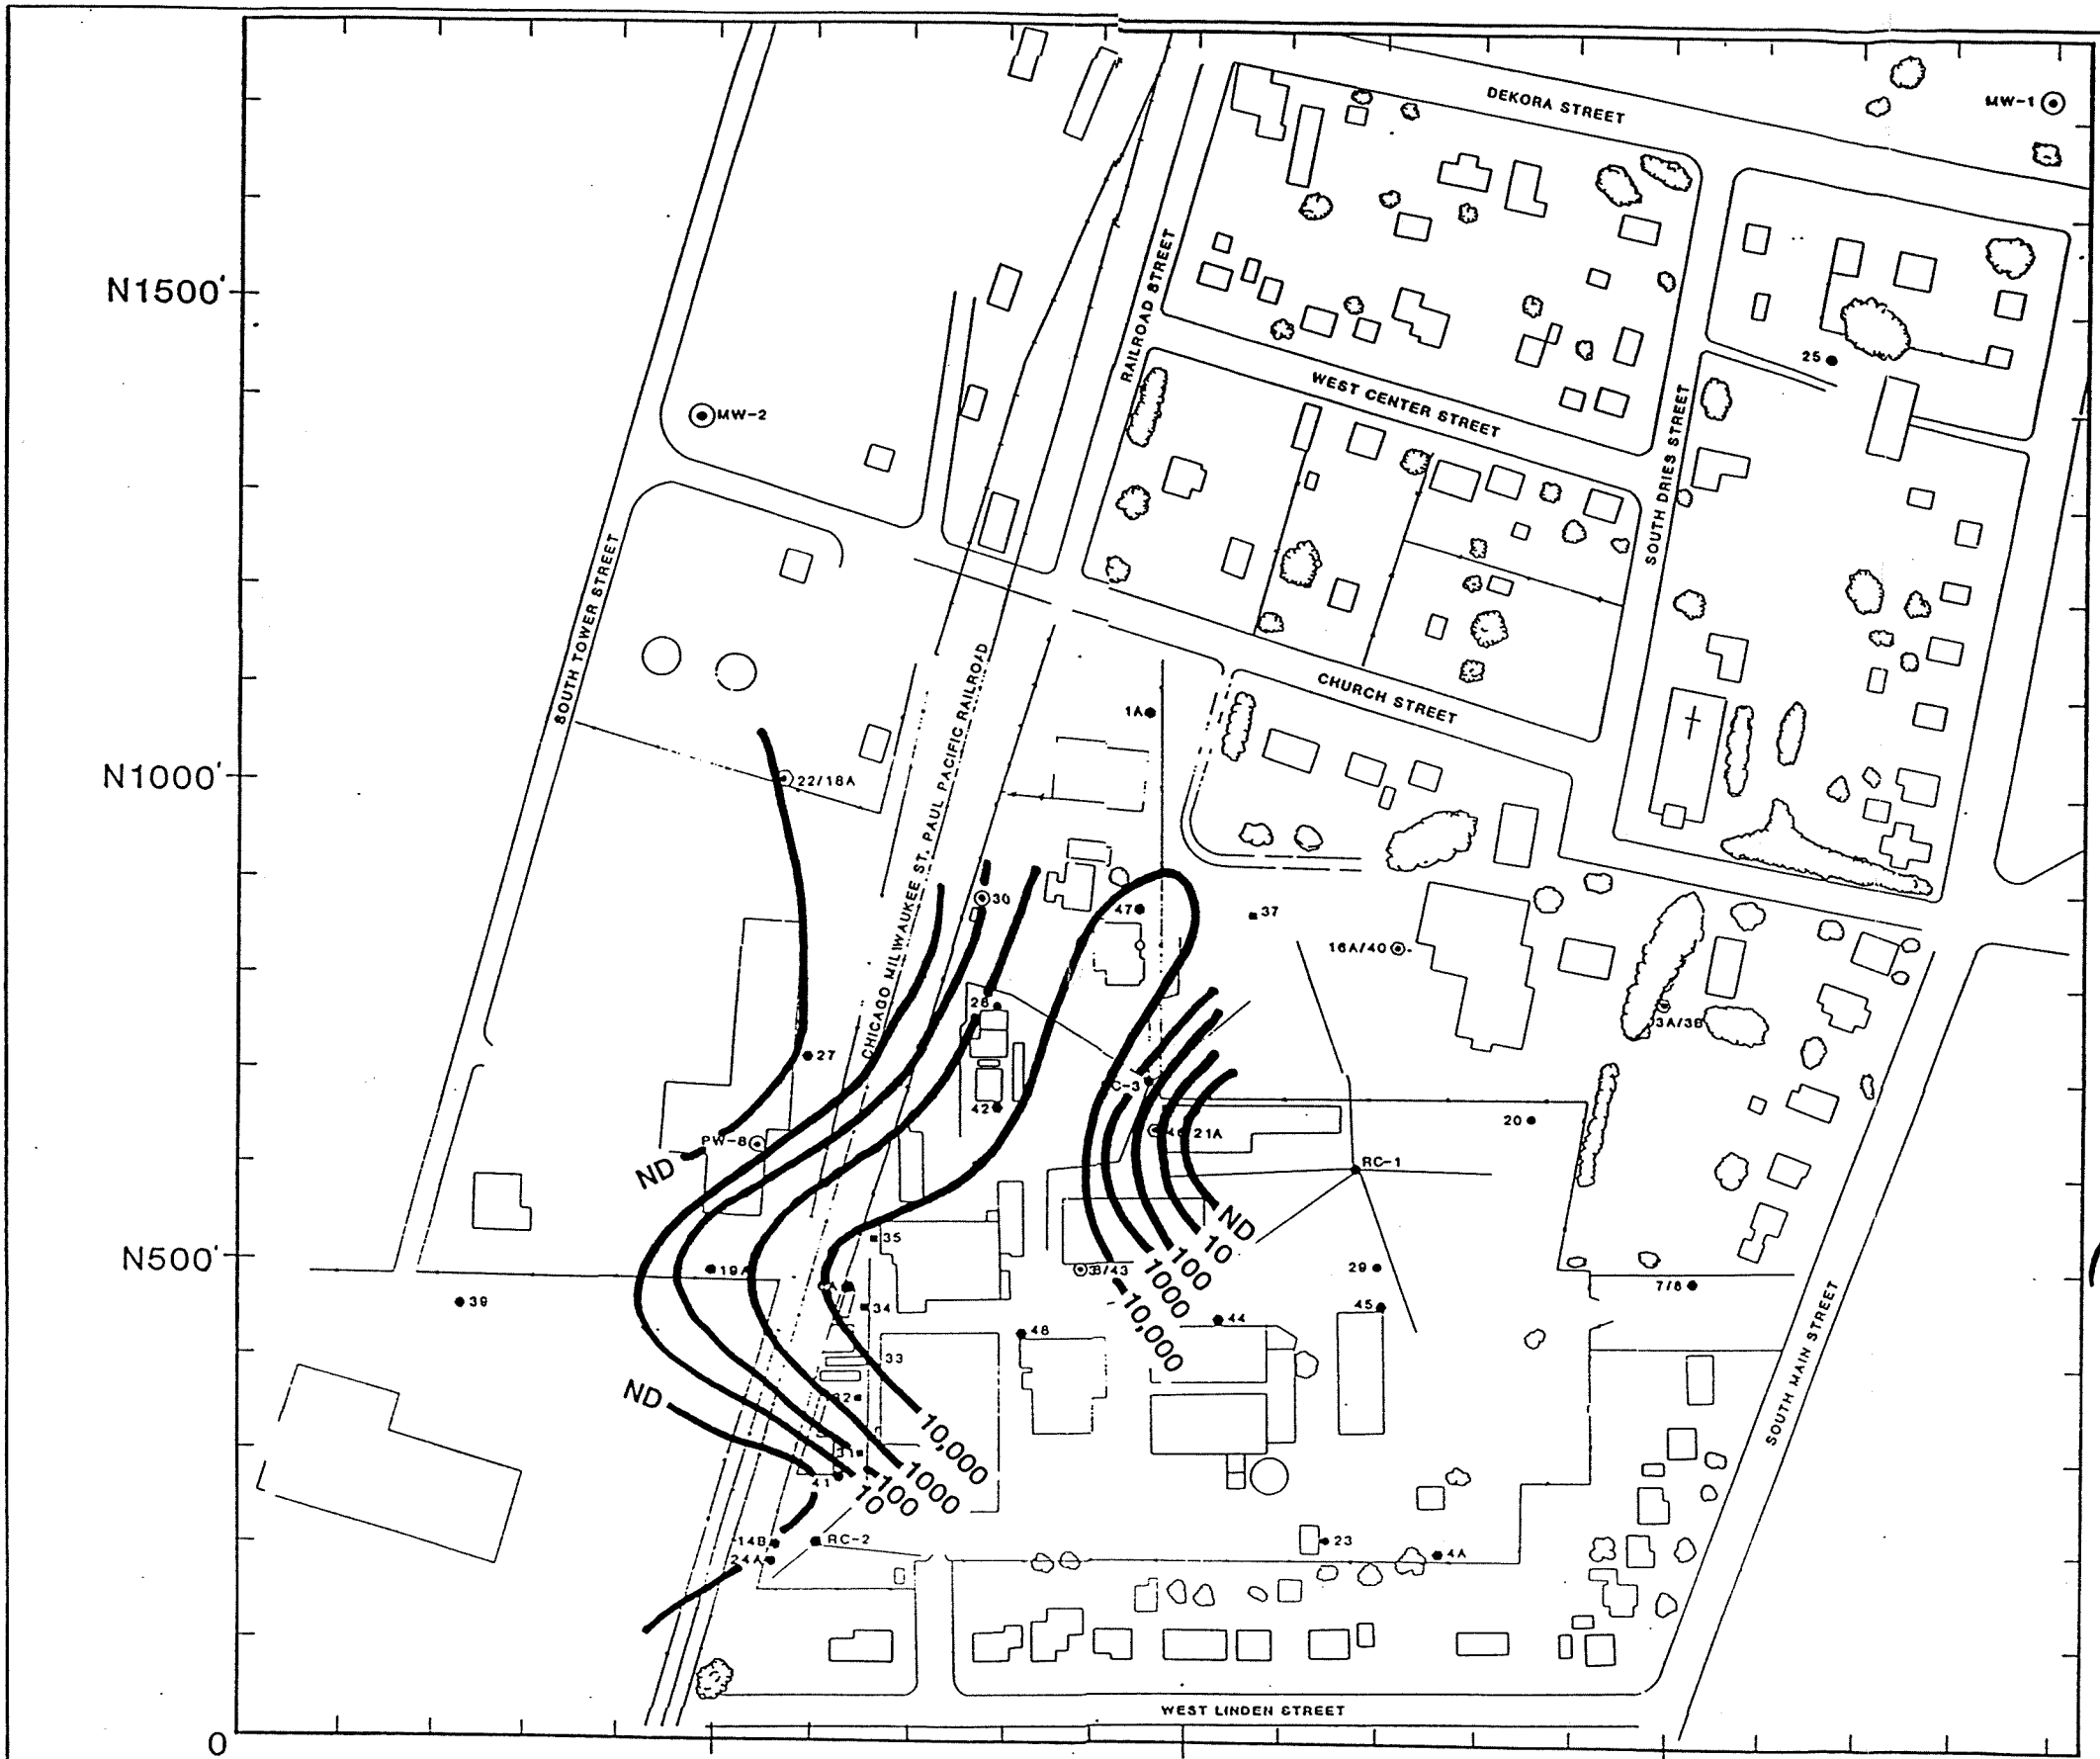 DEKORA STREET
MW-1
N1500'
RAILROAD STREET
25
WEST CENTER STREET
MW-2
SOUTH DRIES STREET
SOUTH TOWER STREET
CHURCH STREET
1A
N1000'
22/18A
CHICAGO MILWAUKEE ST. PAUL PACIFIC RAILROAD
30
47
37
16A/40
28
3A/3B
27
C-3
42
20
PW-8
21A
ND
RC-1
ND
10
100
1000
10,000
35
N500'
19A
29
7/8
39
34
45
44
48
33
SOUTH MAIN STREET
ND
32
10,000
1000
100
10
31
41
14B
RC-2
23
24A
4A
WEST LINDEN STREET
0